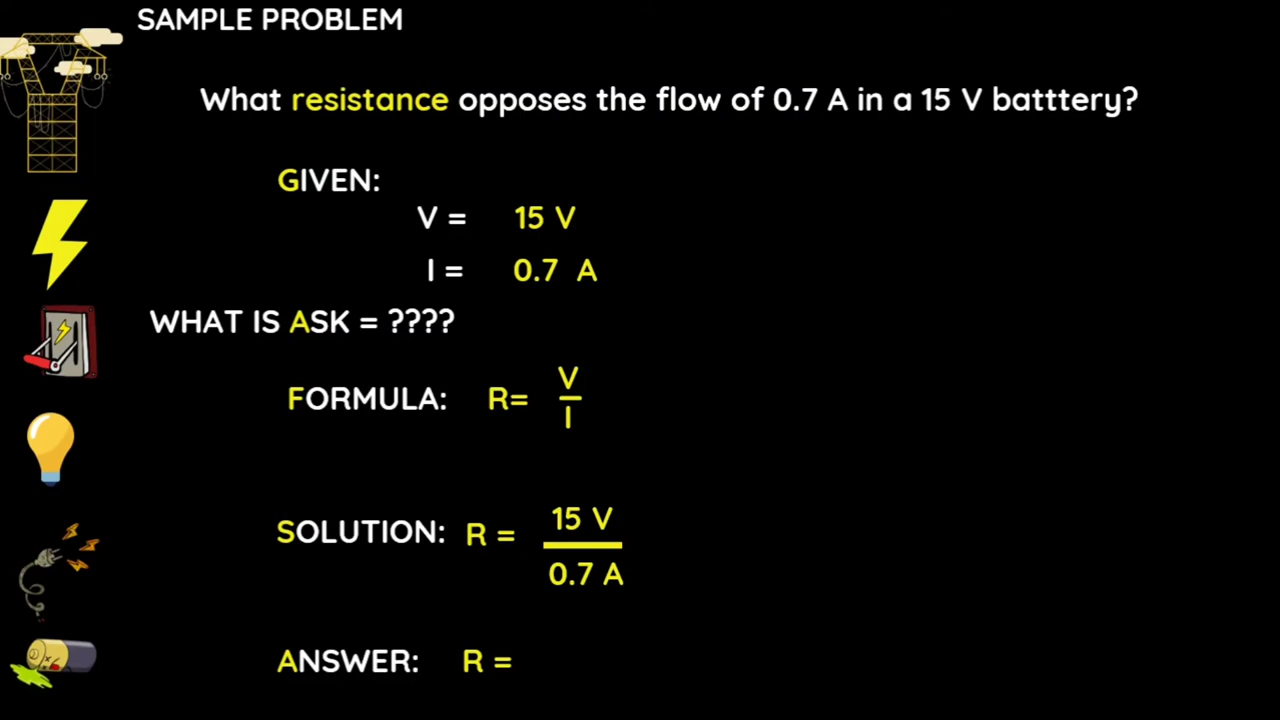 SAMPLE PROBLEM
What resistance opposes the flow of 0.7 A in a 15 V batttery?
GIVEN:
V = 15 V
I = 0.7 A
WHAT IS ASK = ????
FORMULA: R= V
I
SOLUTION: R = 15 V
0.7 A
ANSWER: R =